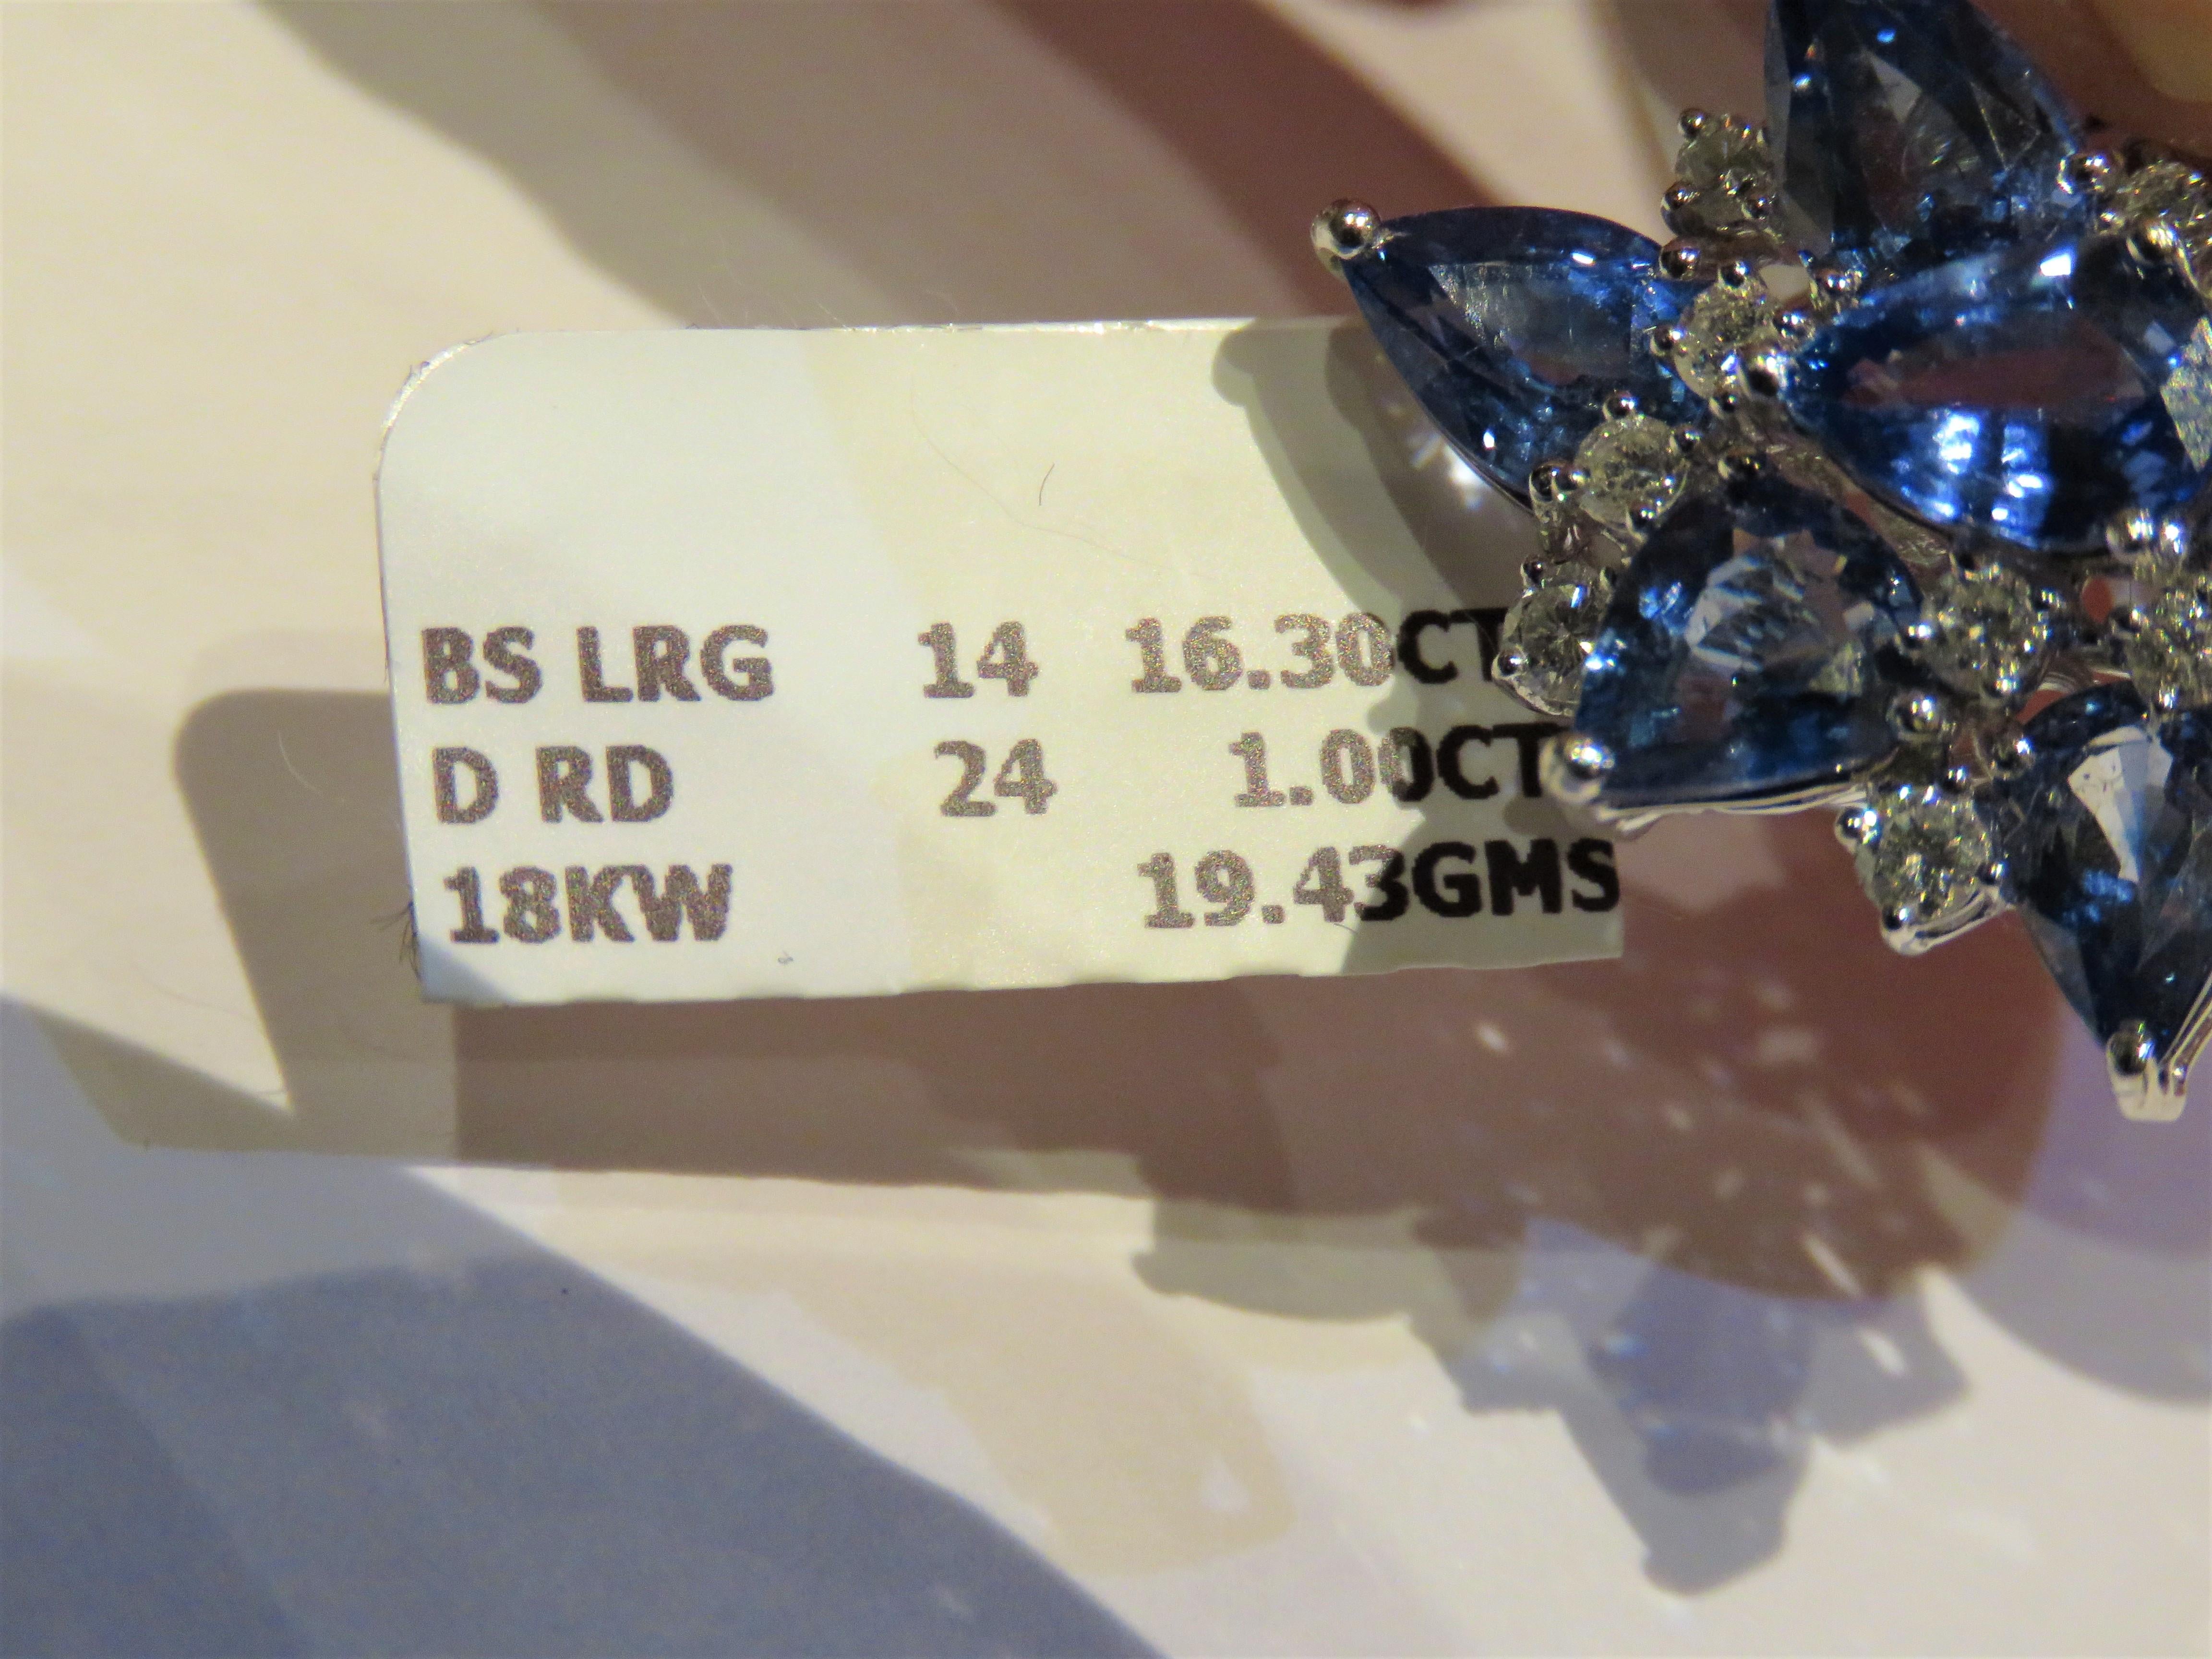 BS LRG 14 16.30CT
D RD 24 1.00CT
18KW 19.43GMS